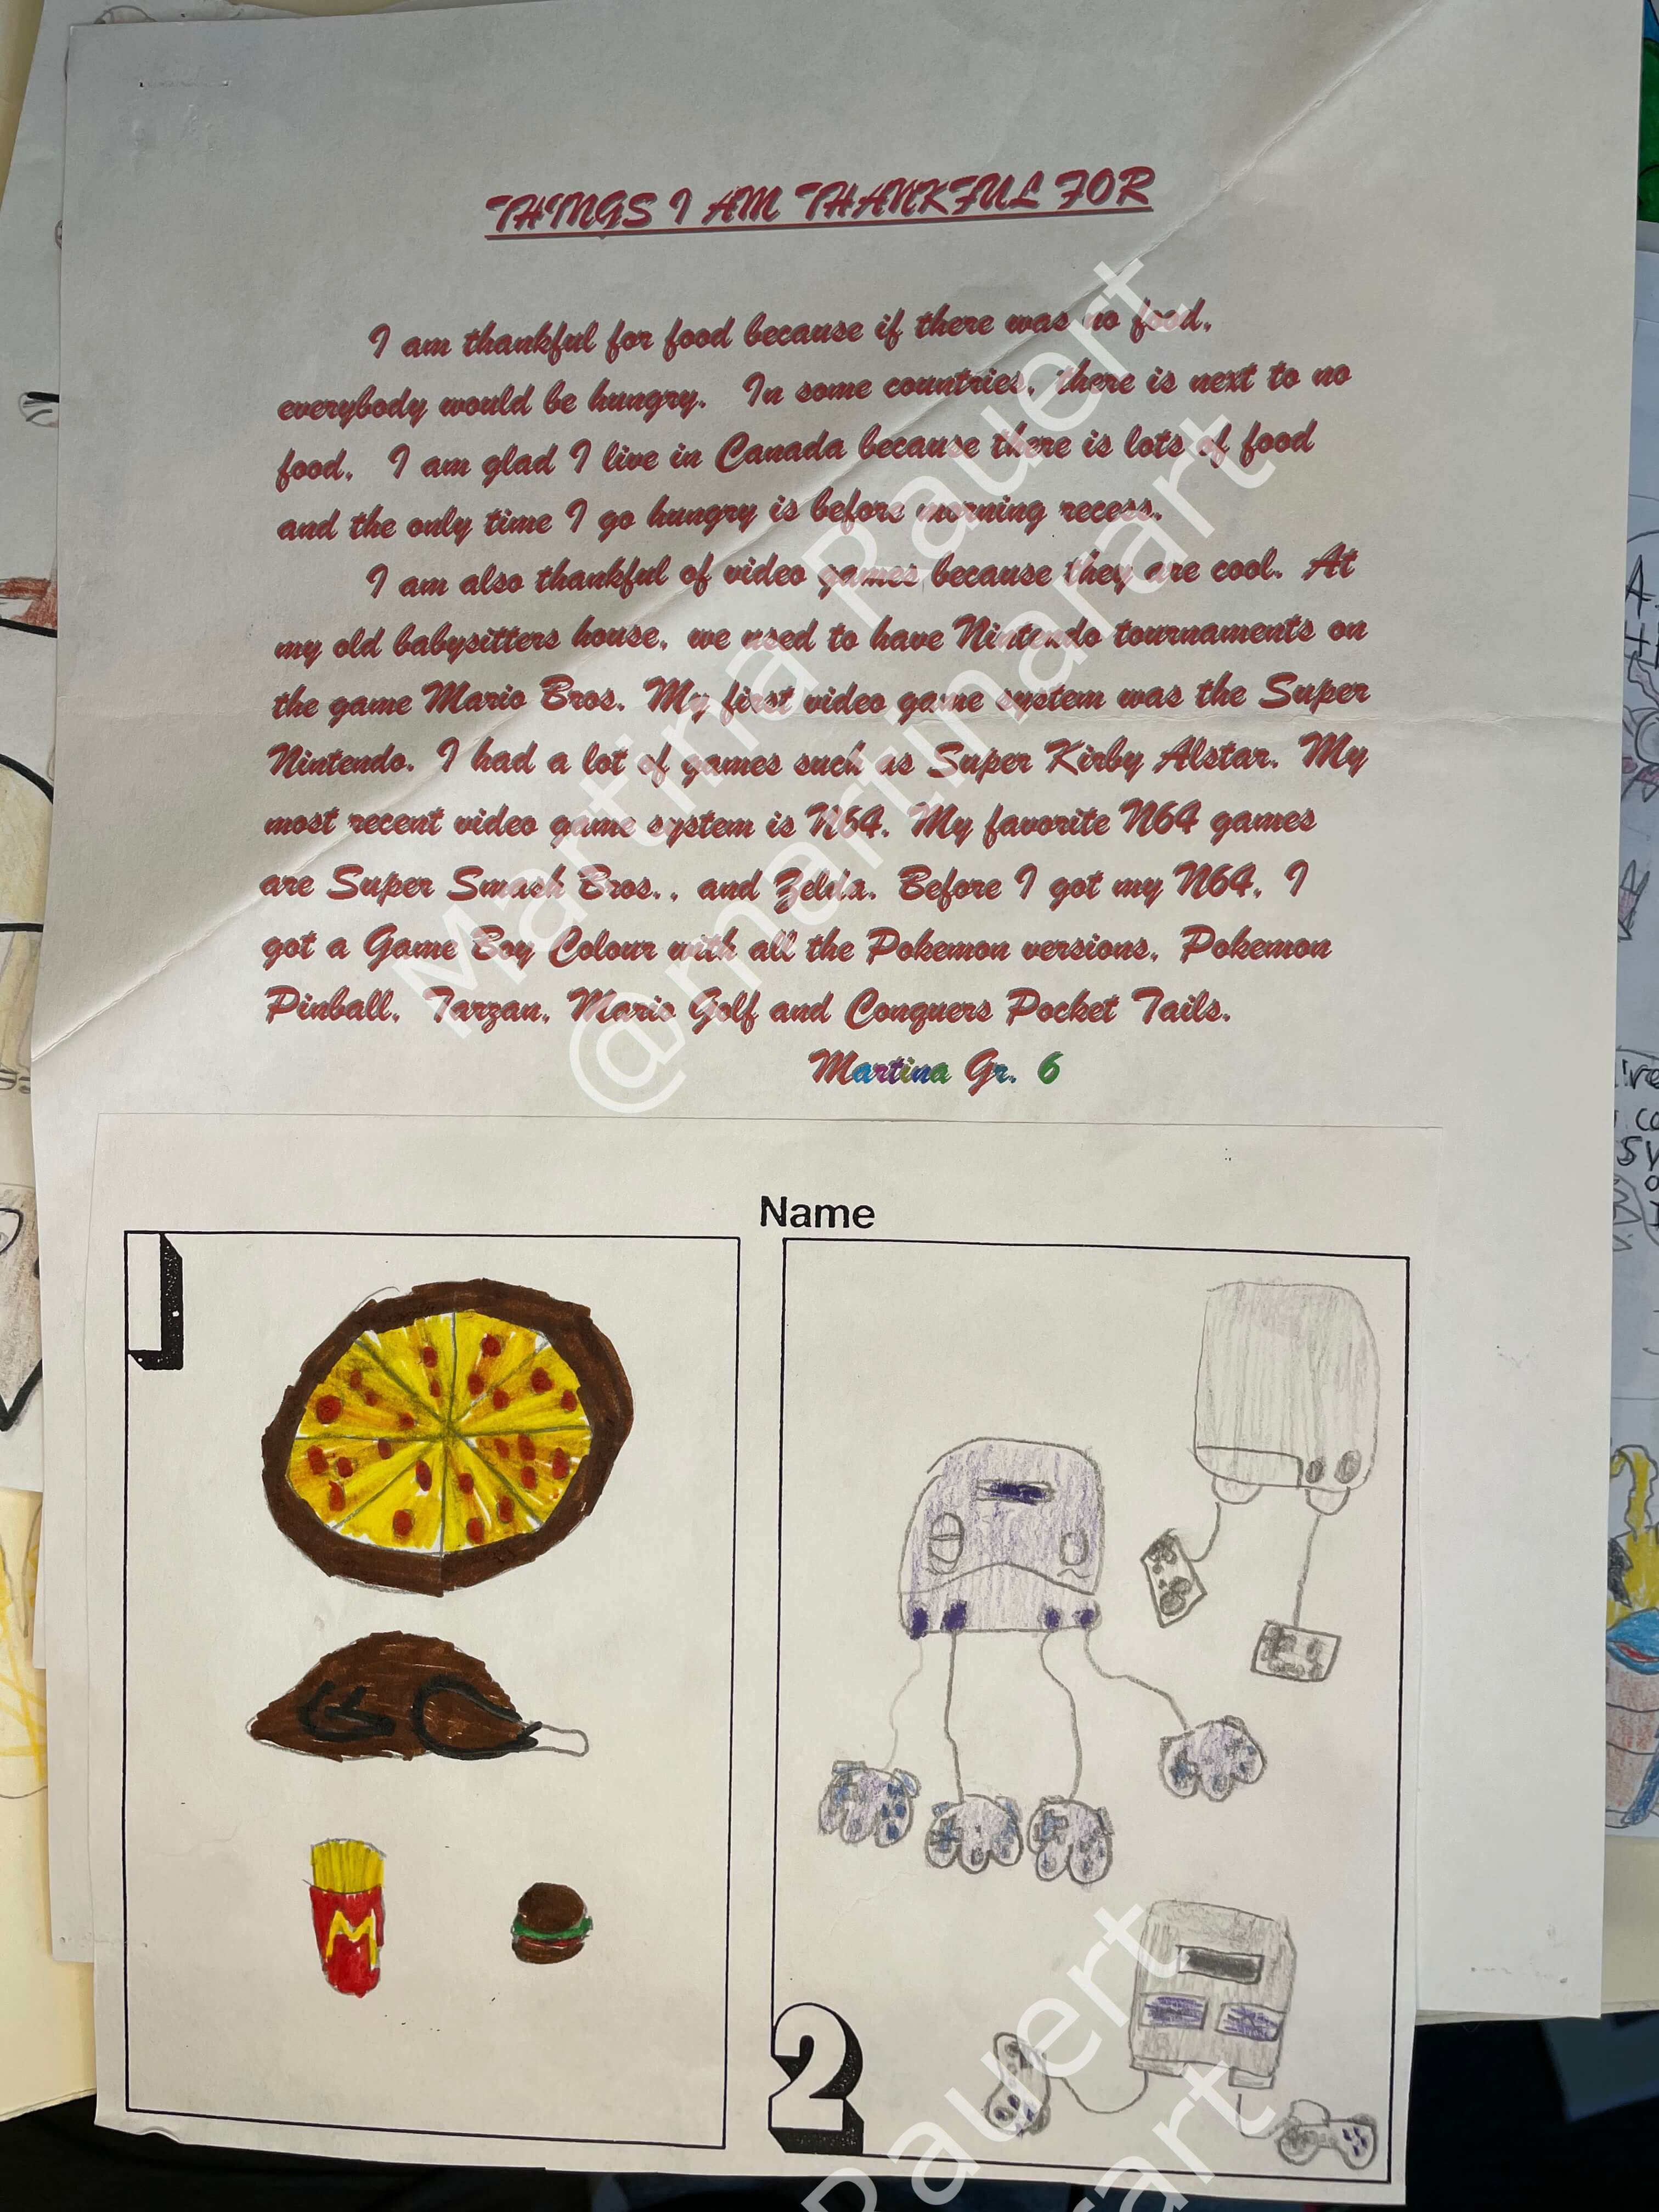 THINGS I AM THANKFUL FOR
I am thankful for food because if there was no food,
everybody would be hungry. In some countries, there is next to no
food. I am glad I live in Canada because there is lots of food
and the only time I go hungry is before morning recess.
I am also thankful of video games because they are cool. At
my old babysitters house, we used to have Nintendo tournaments on
the game Mario Bros. My first video game system was the Super
Nintendo. I had a lot of games such as Super Kirby Alstar. My
most recent video game system is N64. My favorite N64 games
are Super Smash Bros., and Zelda. Before I got my N64, I
got a Game Boy Colour with all the Pokemon versions, Pokemon
Pinball, Tarzan, Mario Golf and Conquers Pocket Tails.
Martina Gr. 6
Martina Pauert
@rnartinarart
Name
1
M
2
Pauert
rart